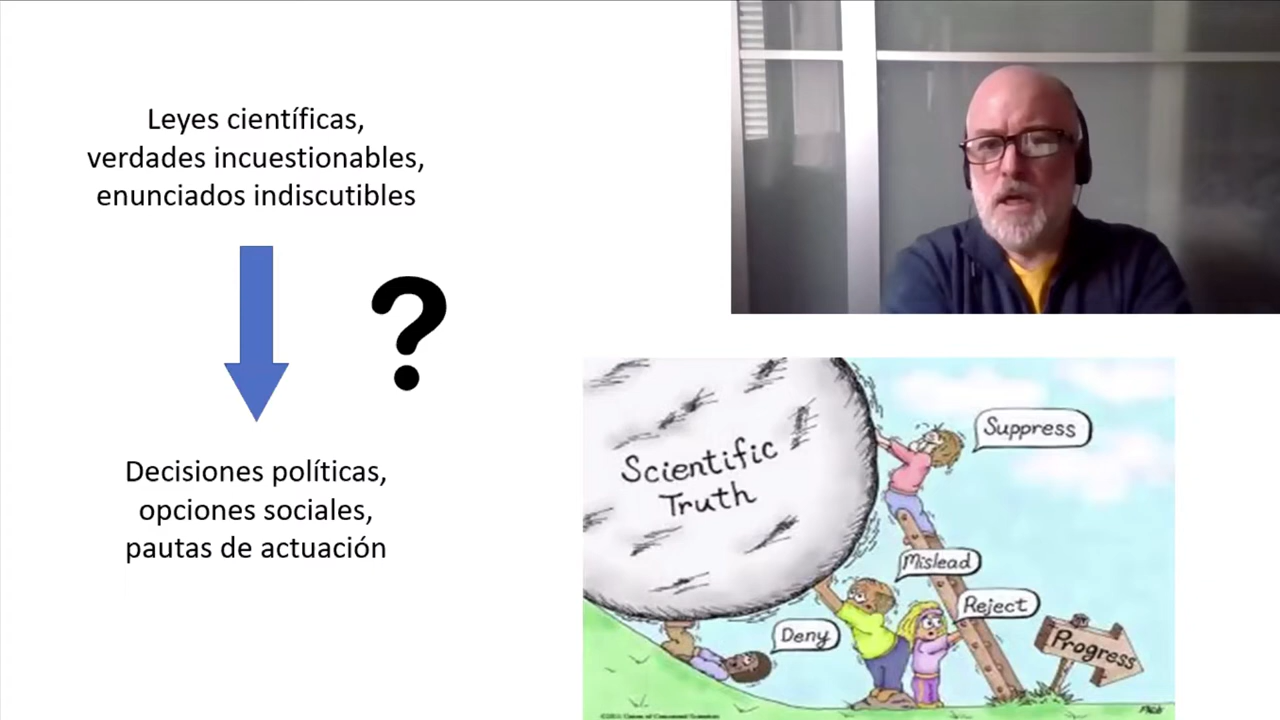 Leyes científicas,
verdades incuestionables,
enunciados indiscutibles
?
Decisiones políticas,
opciones sociales,
pautas de actuación
Scientific
Truth
Suppress
Mislead
Reject
Deny
Progress